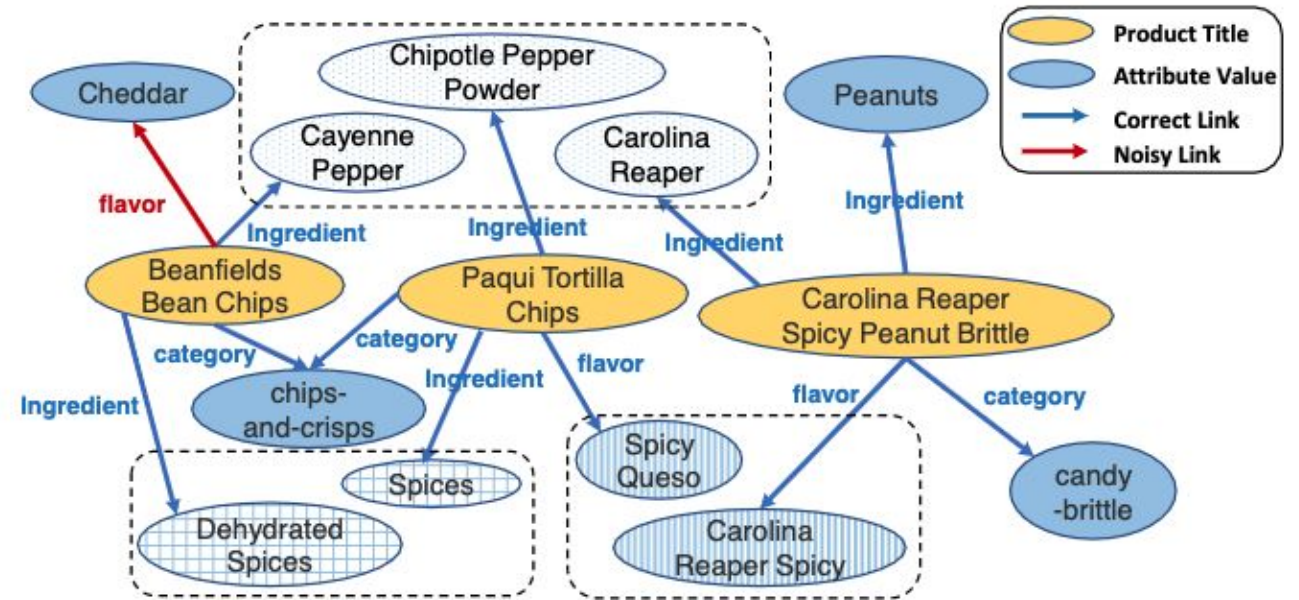 Product Title
Attribute Value
Correct Link
Noisy Link
Chipotle Pepper
Powder
Cheddar
Peanuts
Cayenne
Pepper
Carolina
Reaper
flavor
Ingredient
Ingredient
Ingredient
Ingredient
Beanfields
Bean Chips
Paqui Tortilla
Chips
Carolina Reaper
Spicy Peanut Brittle
category
category
Ingredient
flavor
Ingredient
flavor
category
chips-
and-crisps
Spices
Spicy
Queso
candy
-brittle
Dehydrated
Spices
Carolina
Reaper Spicy